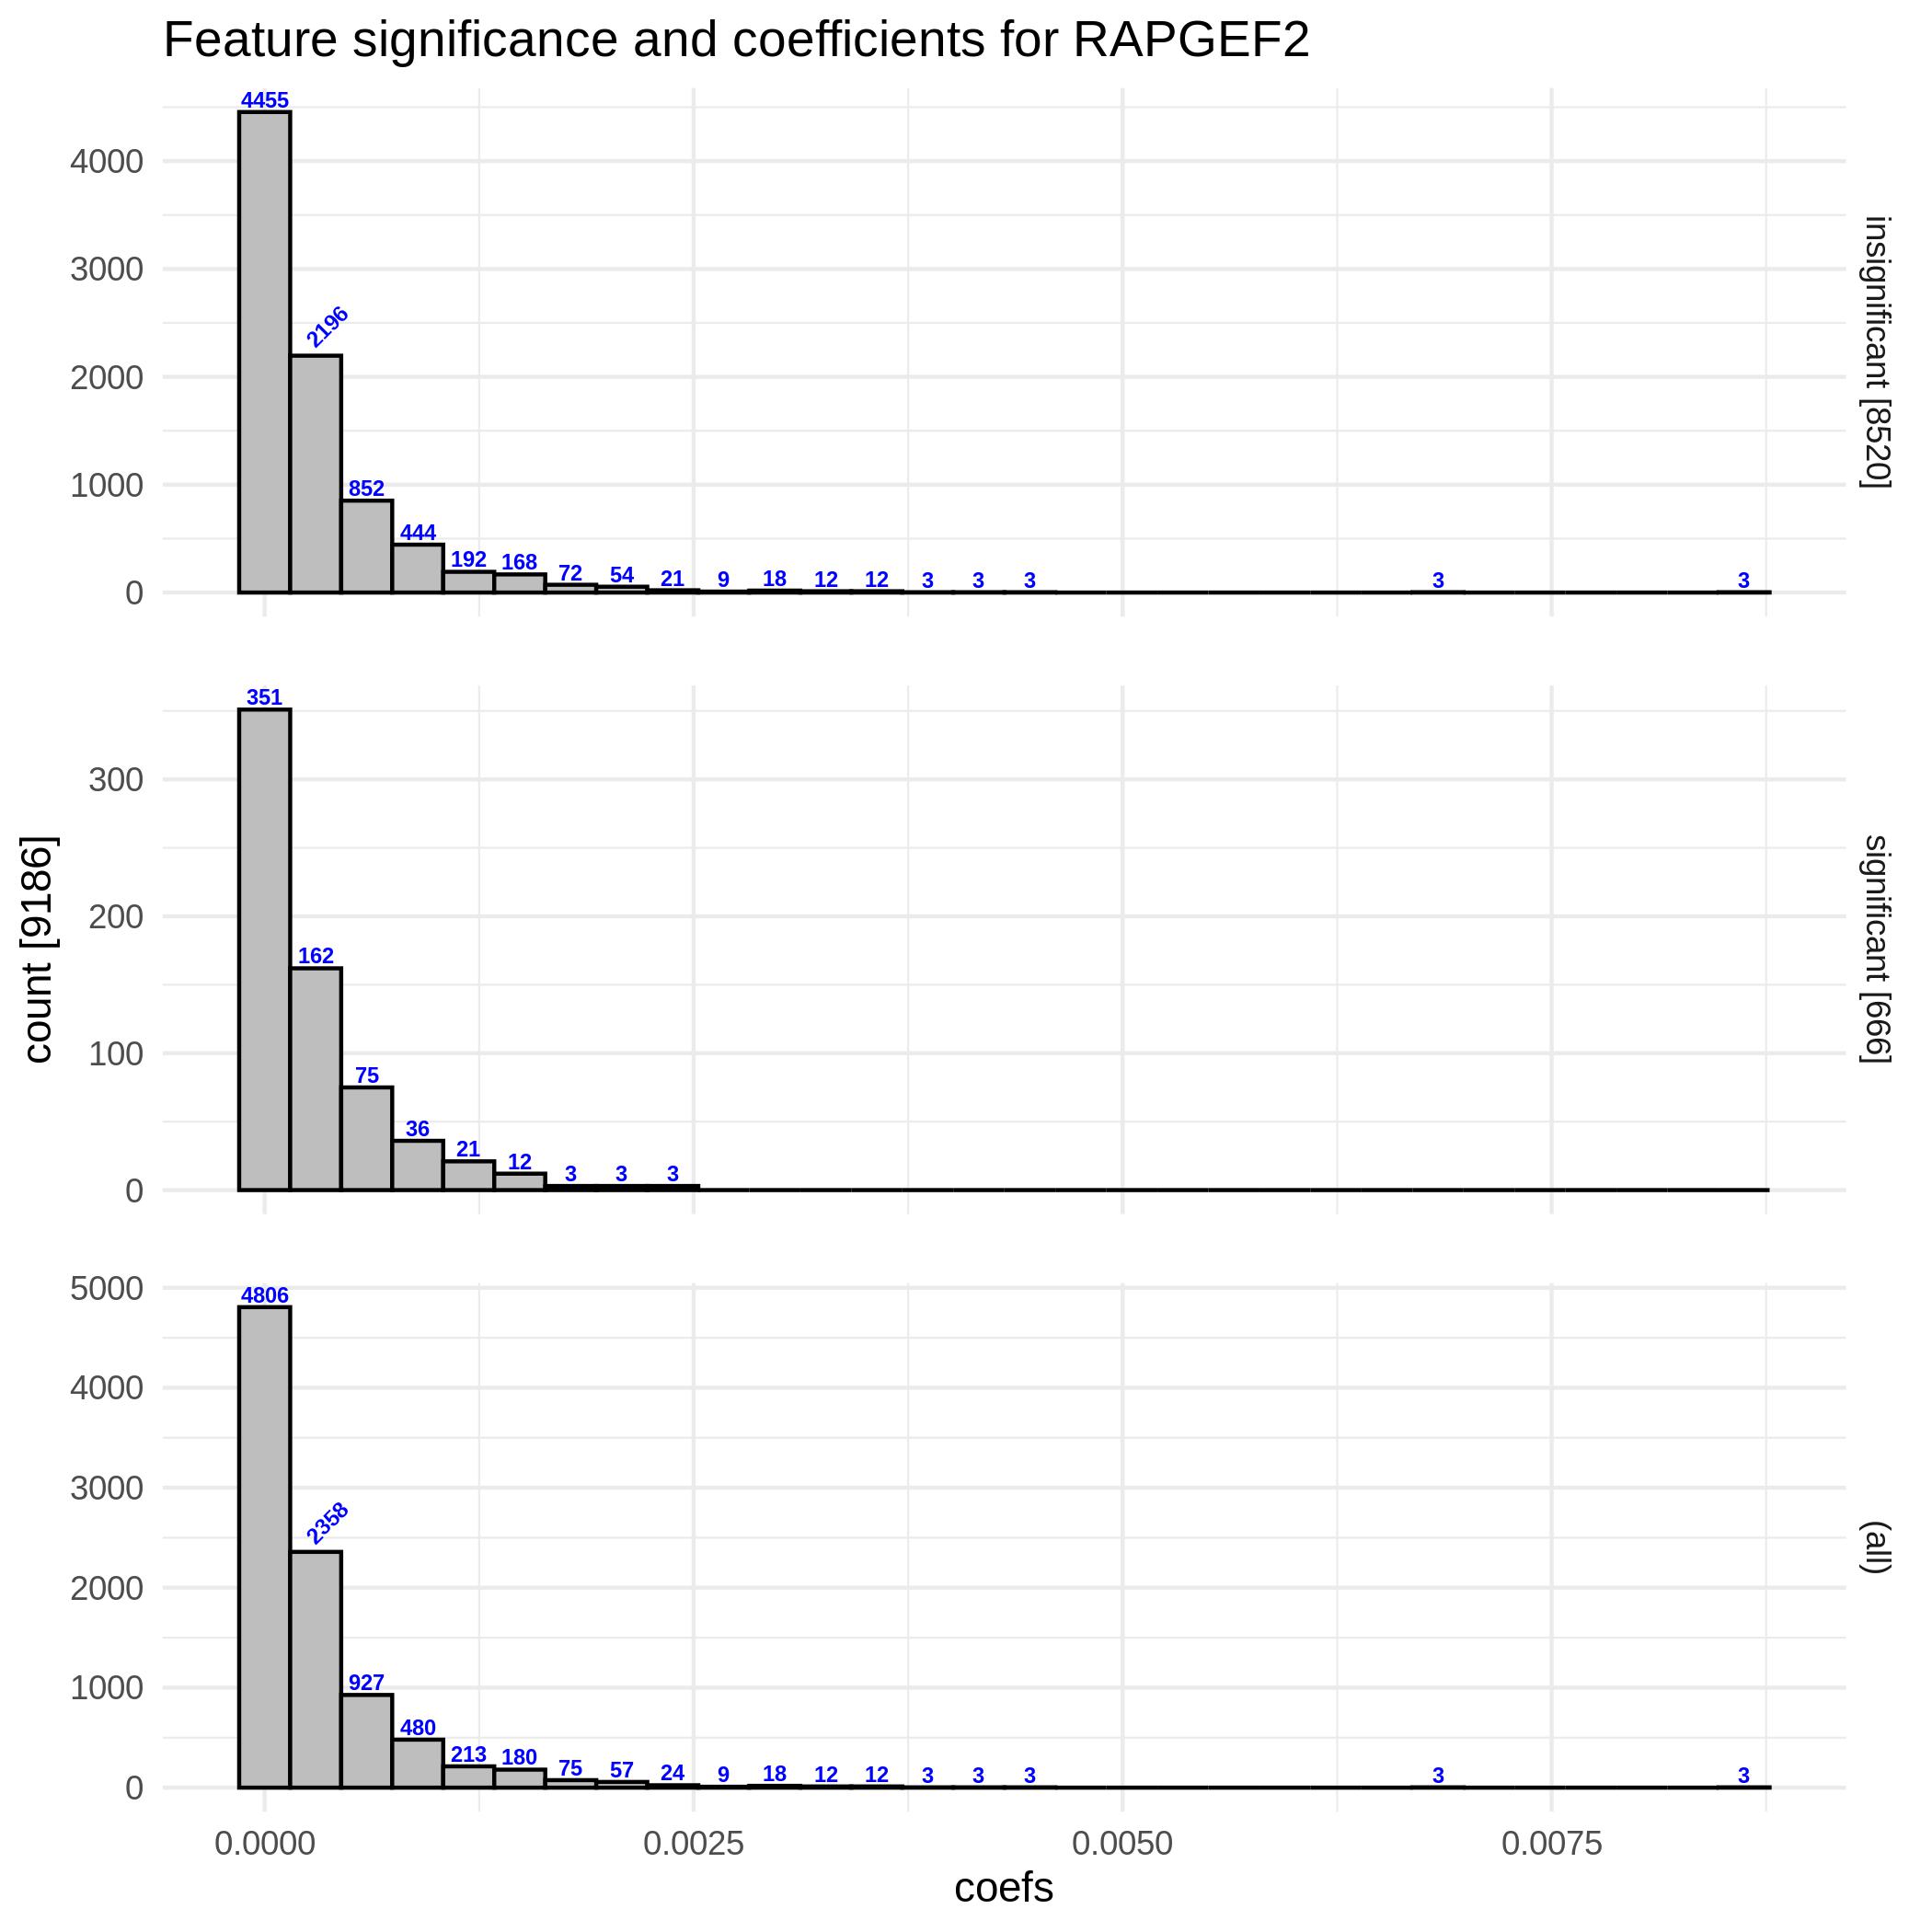 Feature significance and coefficients for RAPGEF2
4455
4000
3000
2196
2000
1000
852
444
192 168 72 54 21 9 18 12 12 3 3 3 3 3
0
insignificant [8520]
351
300
200
162
100
75
36
21
12
3 3 3
0
significant [666]
count [9186]
5000
4806
4000
3000
2358
2000
1000
927
480
213 180 75 57 24 9 18 12 12 3 3 3 3 3
0
(all)
0.0000 0.0025 0.0050 0.0075
coefs